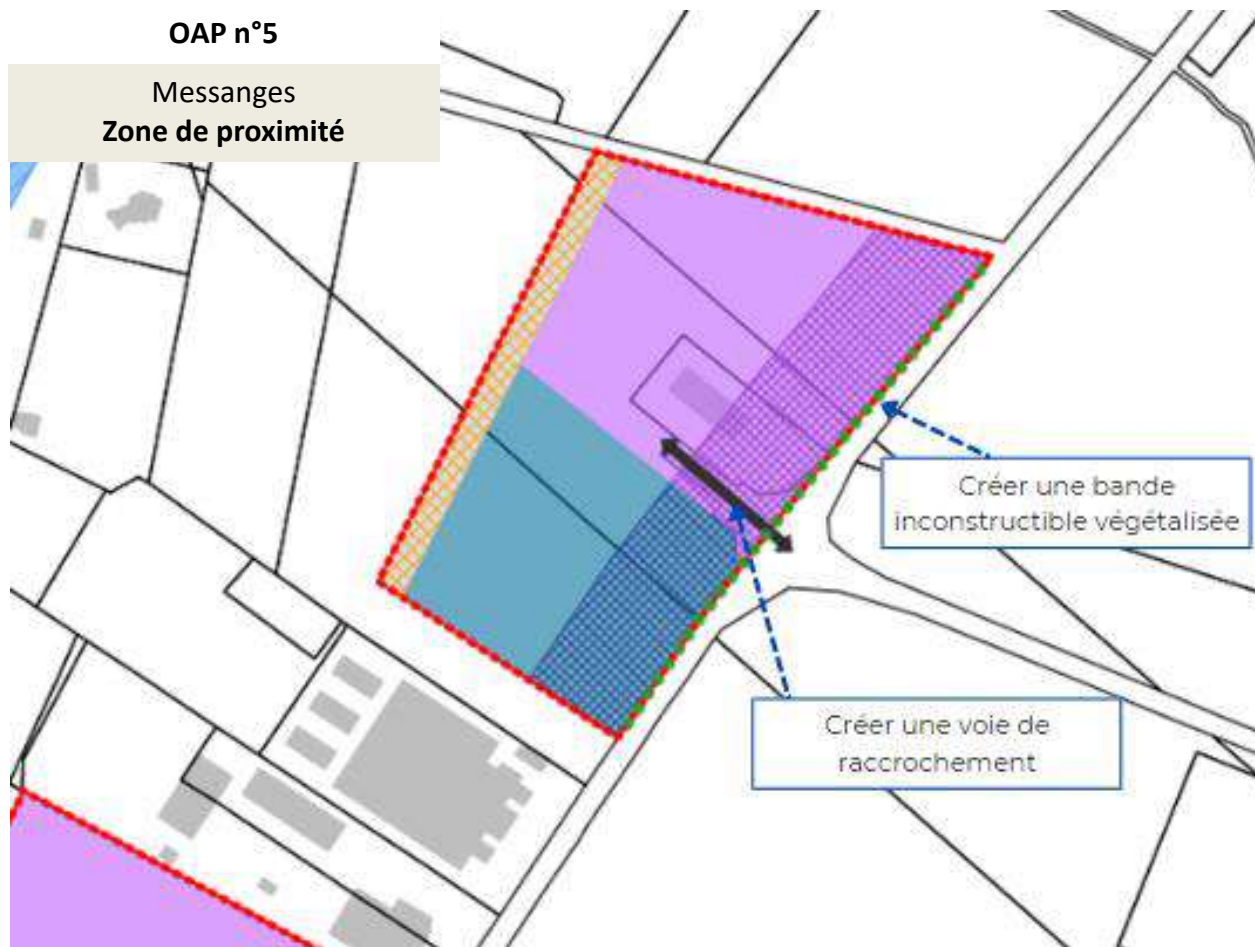 OAP n°5
Messanges
Zone de proximité
Créer une bande
inconstructible végétalisée
Créer une voie de
raccrochement